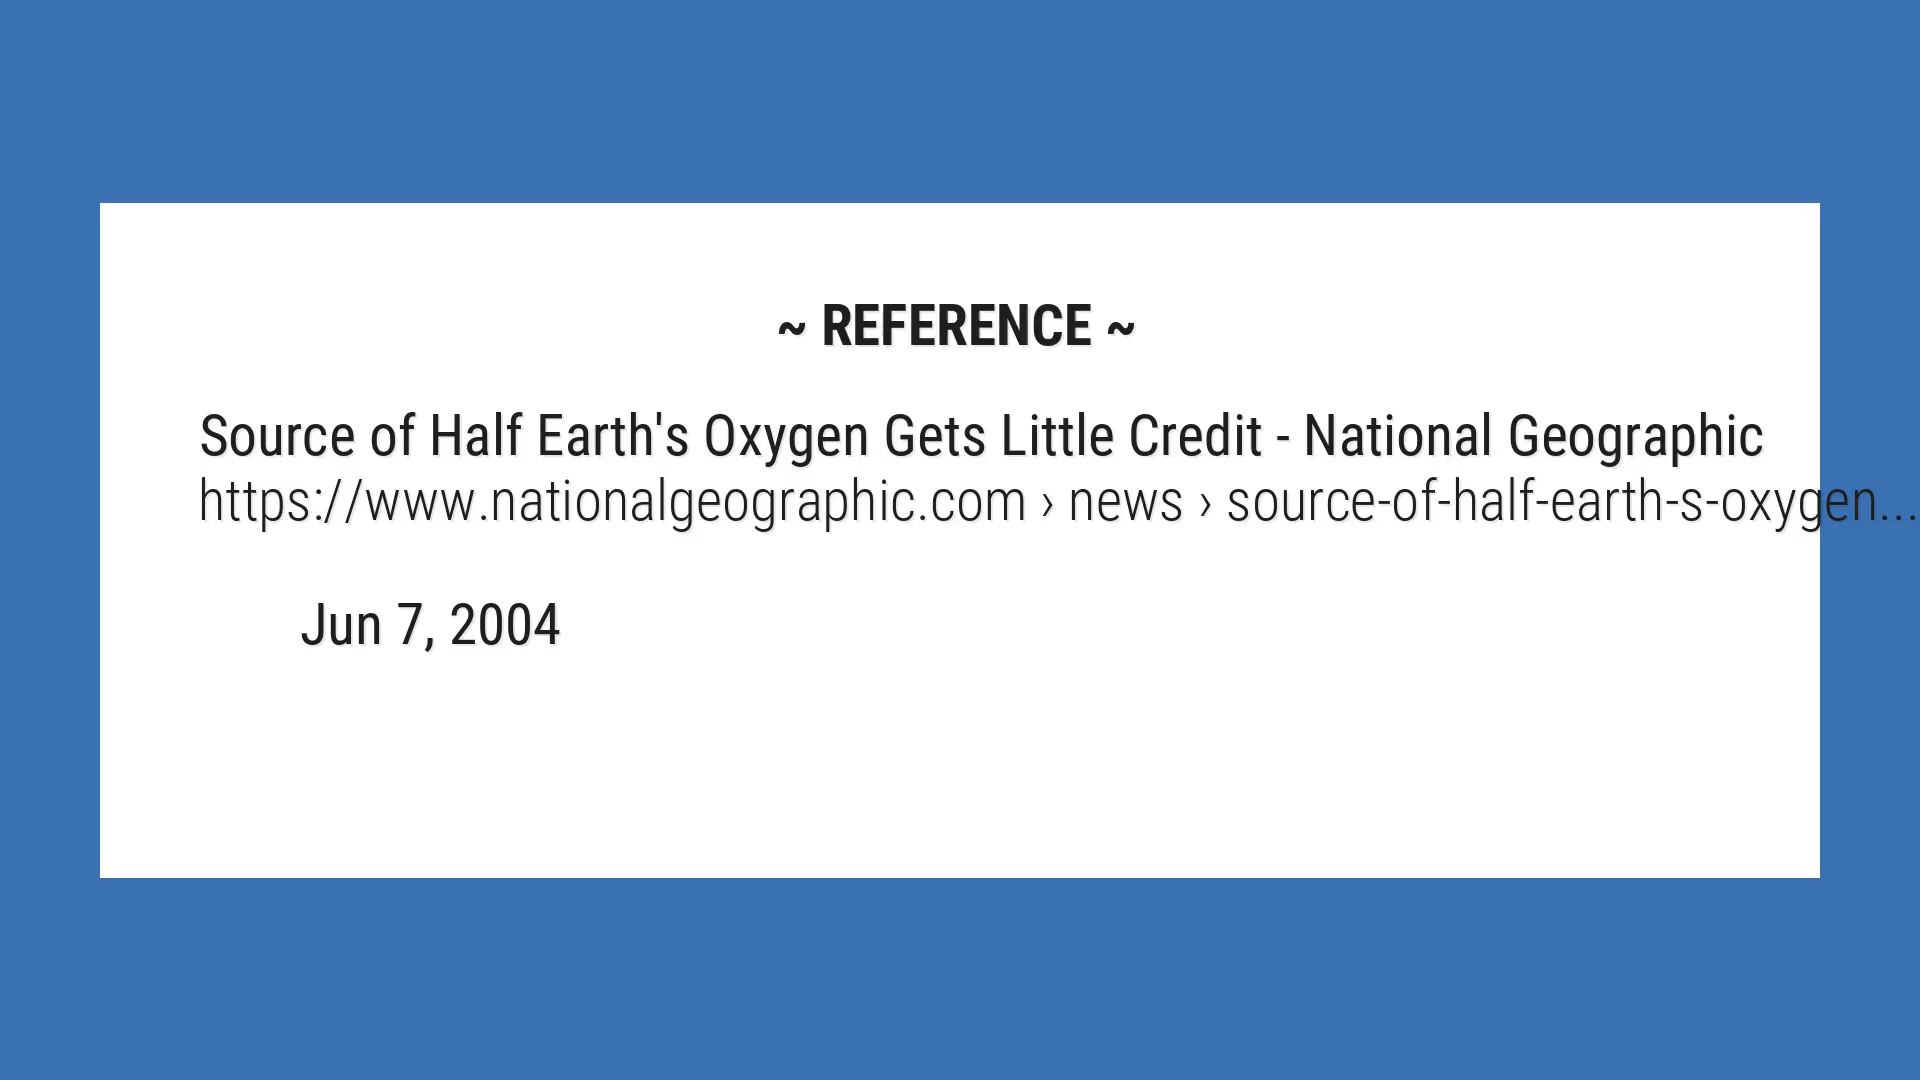 ~ REFERENCE ~
Source of Half Earth's Oxygen Gets Little Credit - National Geographic
https://www.nationalgeographic.com › news › source-of-half-earth-s-oxygen...
Jun 7, 2004